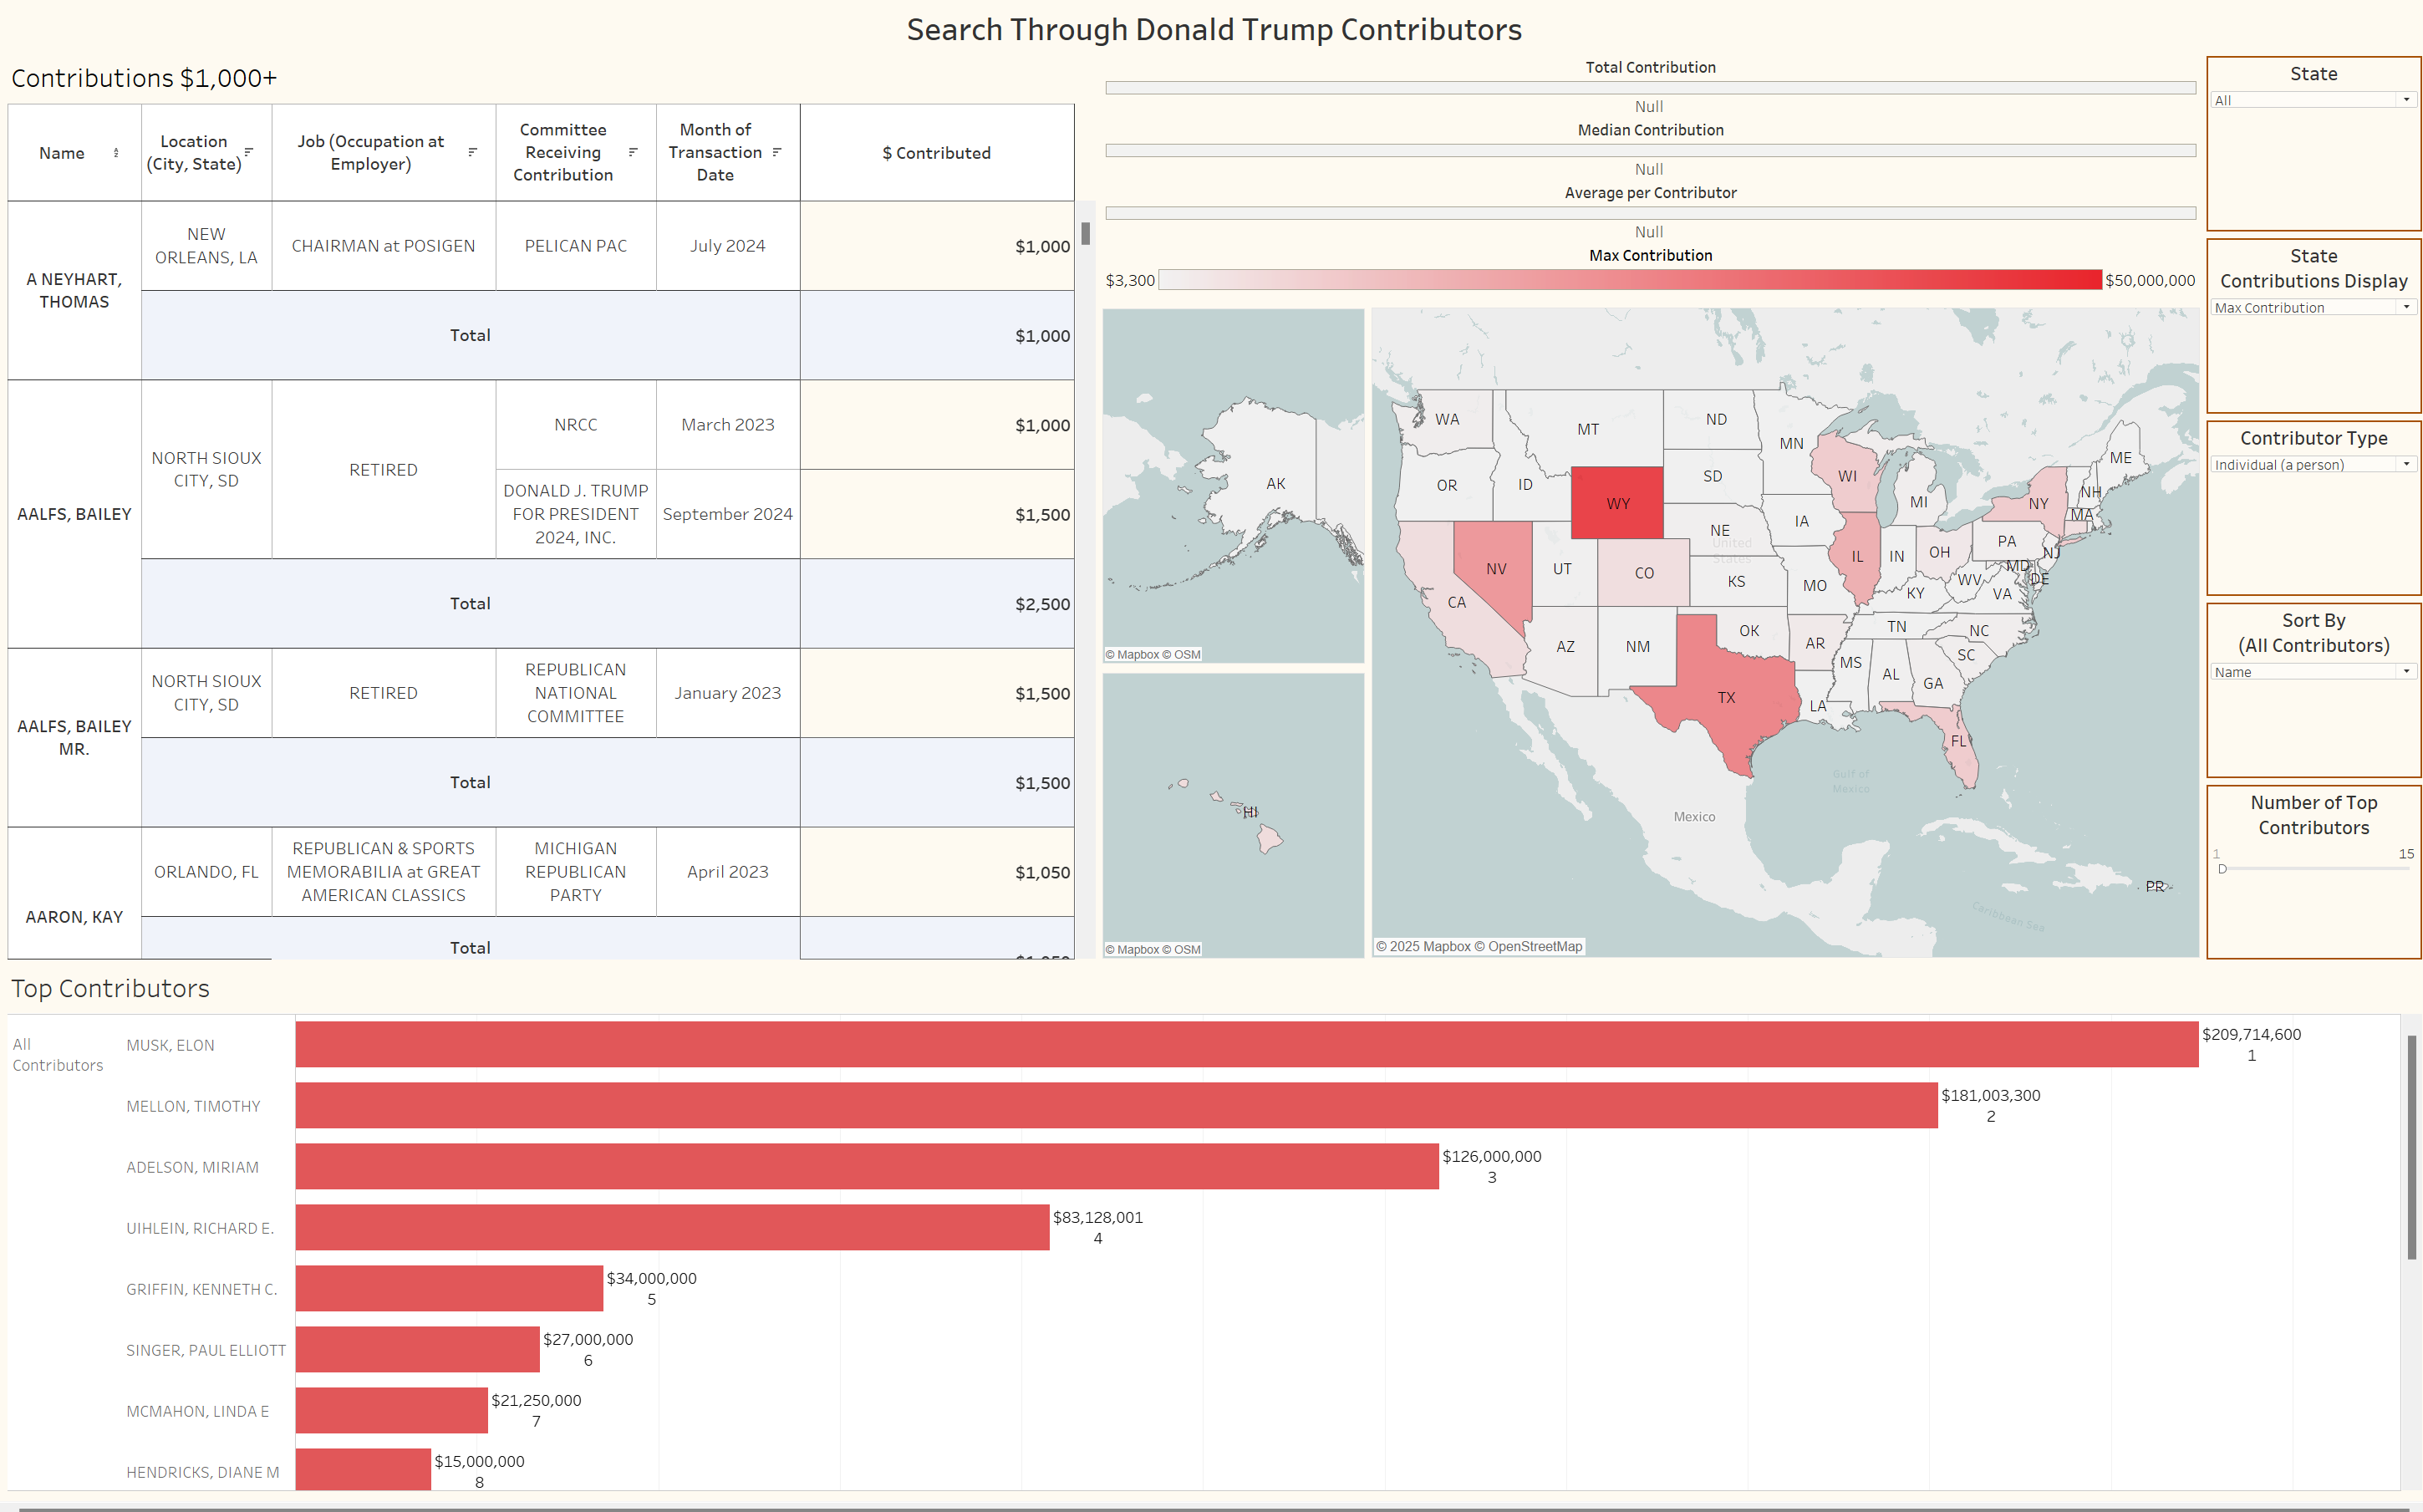 Search Through Donald Trump Contributors
Contributions $1,000+
Name
Location
(City, State)
Job (Occupation at
Employer)
Committee
Receiving
Contribution
Month of
Transaction
Date
$ Contributed
A NEYHART,
THOMAS
NEW
ORLEANS, LA
CHAIRMAN at POSIGEN
PELICAN PAC
July 2024
$1,000
Total
$1,000
AALFS, BAILEY
NORTH SIOUX
CITY, SD
RETIRED
NRCC
March 2023
$1,000
DONALD J. TRUMP
FOR PRESIDENT
2024, INC.
September 2024
$1,500
Total
$2,500
AALFS, BAILEY
MR.
NORTH SIOUX
CITY, SD
RETIRED
REPUBLICAN
NATIONAL
COMMITTEE
January 2023
$1,500
Total
$1,500
AARON, KAY
ORLANDO, FL
REPUBLICAN & SPORTS
MEMORABILIA at GREAT
AMERICAN CLASSICS
MICHIGAN
REPUBLICAN
PARTY
April 2023
$1,050
Total
Total Contribution
Null
Median Contribution
Null
Average per Contributor
Null
Max Contribution
$3,300
$50,000,000
AK
© Mapbox © OSM
HI
© Mapbox © OSM
WA
MT
ND
MN
ME
OR
ID
WY
SD
WI
MI
NY
NH
MA
NE
IA
United
States
NV
UT
CO
KS
MO
IL
IN
OH
PA
NJ
MD
DE
WV
VA
KY
CA
AZ
NM
OK
AR
TN
NC
SC
MS
AL
GA
TX
LA
FL
Gulf of
Mexico
Mexico
PR
Caribbean Sea
© 2025 Mapbox © OpenStreetMap
State
All
State
Contributions Display
Max Contribution
Contributor Type
Individual (a person)
Sort By
(All Contributors)
Name
Number of Top
Contributors
1
15
Top Contributors
All
Contributors
MUSK, ELON
$209,714,600
1
MELLON, TIMOTHY
$181,003,300
2
ADELSON, MIRIAM
$126,000,000
3
UIHLEIN, RICHARD E.
$83,128,001
4
GRIFFIN, KENNETH C.
$34,000,000
5
SINGER, PAUL ELLIOTT
$27,000,000
6
MCMAHON, LINDA E
$21,250,000
7
HENDRICKS, DIANE M
$15,000,000
8